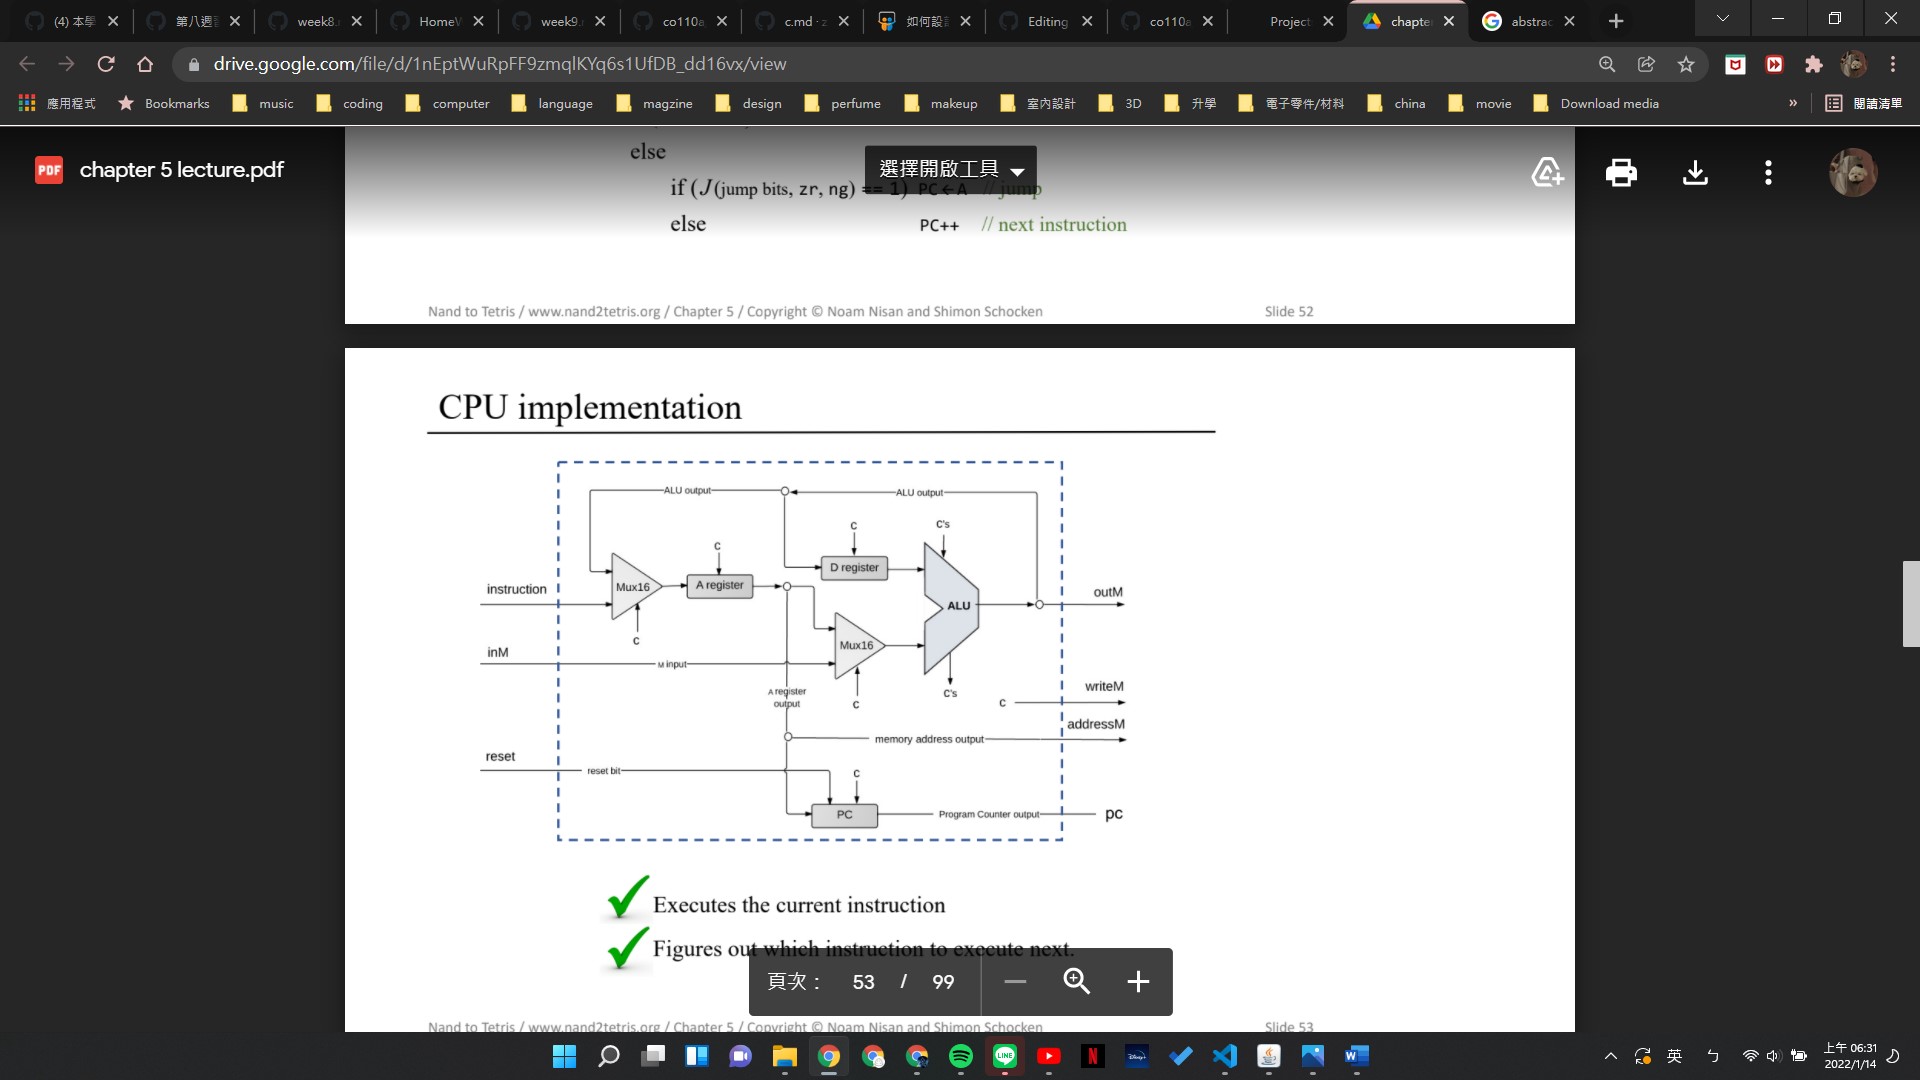 (4) 本學
第八週
week8.
HomeW
week9.
co110a
c.md · z
如何設
Editing
co110a
Project
chapter
abstrac
drive.google.com/file/d/1nEptWuRpFF9zmqlKYq6s1UfDB_dd16vx/view
應用程式
Bookmarks
music
coding
computer
language
magzine
design
perfume
makeup
室內設計
3D
升學
電子零件/材料
china
movie
Download media
»
閱讀清單
PDF
chapter 5 lecture.pdf
選擇開啟工具
else
if (J(jump bits, zr, ng) == 1) PC←A // jump
else PC++ // next instruction
Nand to Tetris / www.nand2tetris.org / Chapter 5 / Copyright © Noam Nisan and Shimon Schocken Slide 52
CPU implementation
ALU output
ALU output
C
C's
C
D register
instruction
Mux16
A register
ALU
outM
C
Mux16
inM
M input
writeM
A register
output
C
C's
C
addressM
memory address output
reset
reset bit
C
PC
Program Counter output
pc
Executes the current instruction
Figures out which instruction to execute next.
頁次： 53 / 99
Nand to Tetris / www.nand2tetris.org / Chapter 5 / Copyright © Noam Nisan and Shimon Schocken Slide 53
LINE
N
Disney+
W
英
ㄅ
上午 06:31
2022/1/14